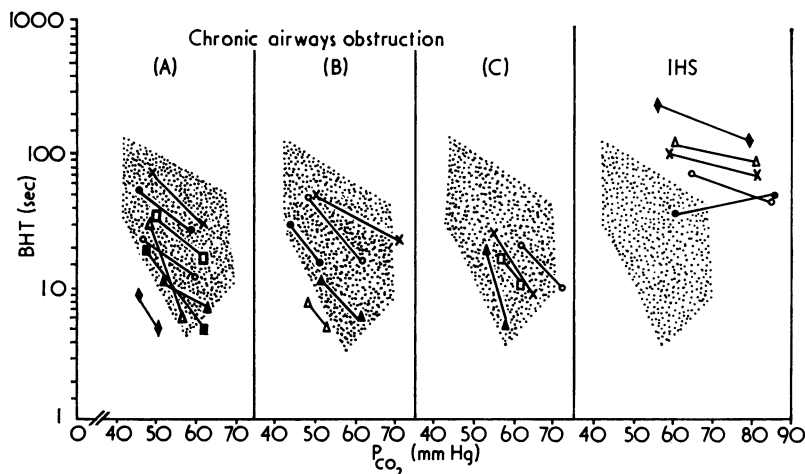 1000
Chronic airways obstruction
(A) (B) (C) IHS
100
BHT (sec)
10
1
0 40 50 60 70 40 50 60 70 40 50 60 70 40 50 60 70 80 90
PCO2 (mm Hg)